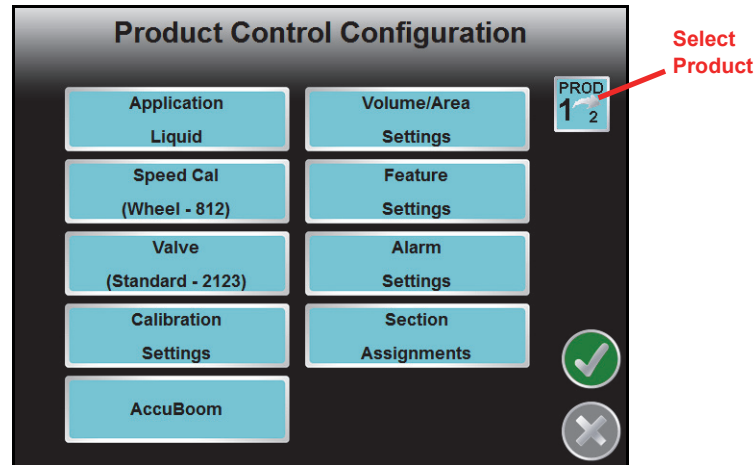 Product Control Configuration
Select
Product
PROD
1 2
Application
Liquid
Volume/Area
Settings
Speed Cal
(Wheel - 812)
Feature
Settings
Valve
(Standard - 2123)
Alarm
Settings
Calibration
Settings
Section
Assignments
AccuBoom